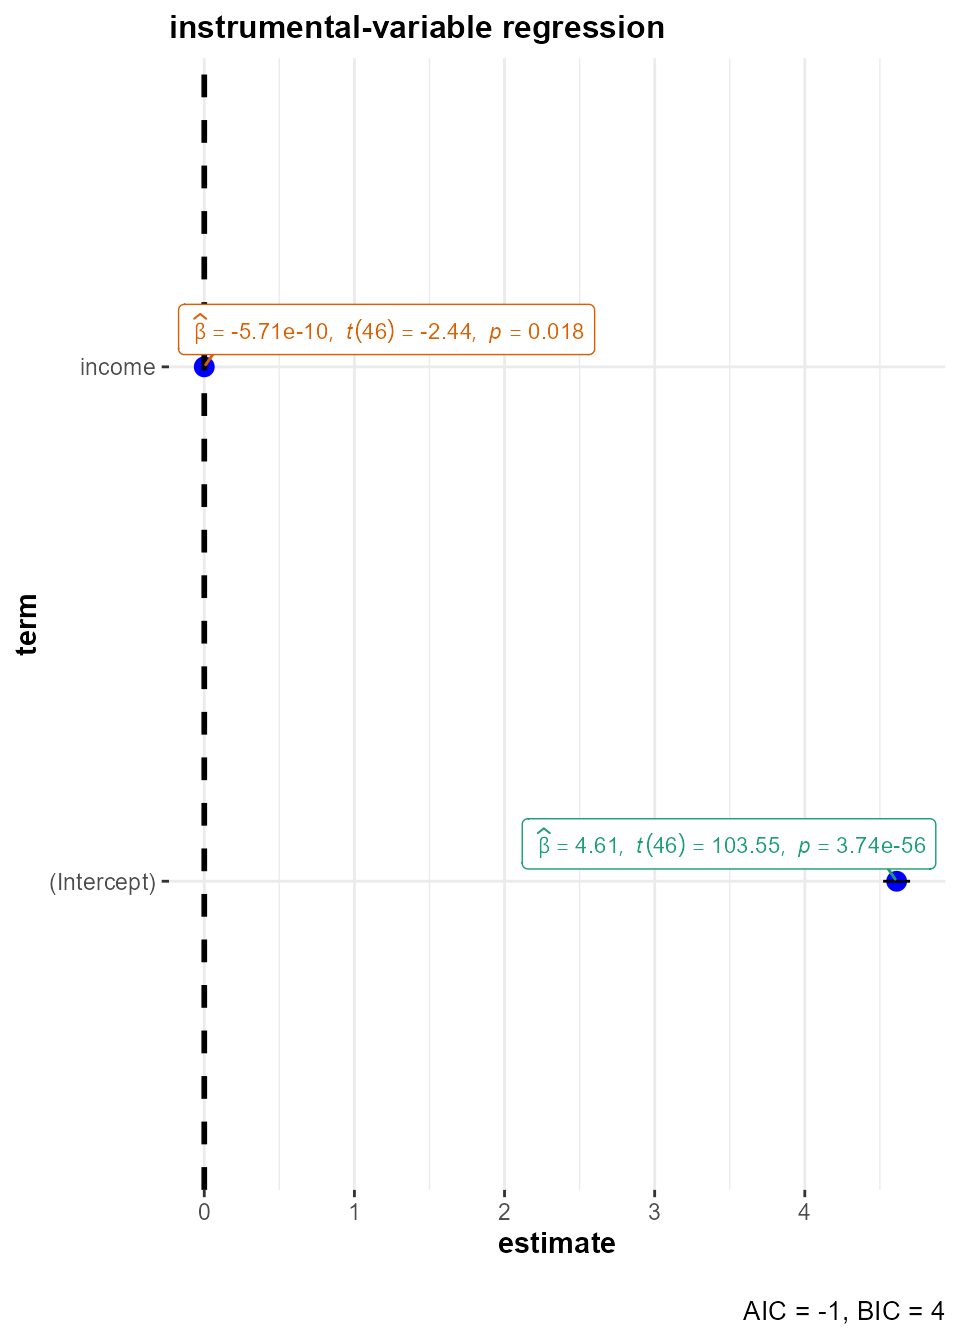 instrumental-variable regression
β̂ = -5.71e-10, t(46) = -2.44, p = 0.018
income
term
β̂ = 4.61, t(46) = 103.55, p = 3.74e-56
(Intercept)
0 1 2 3 4
estimate
AIC = -1, BIC = 4